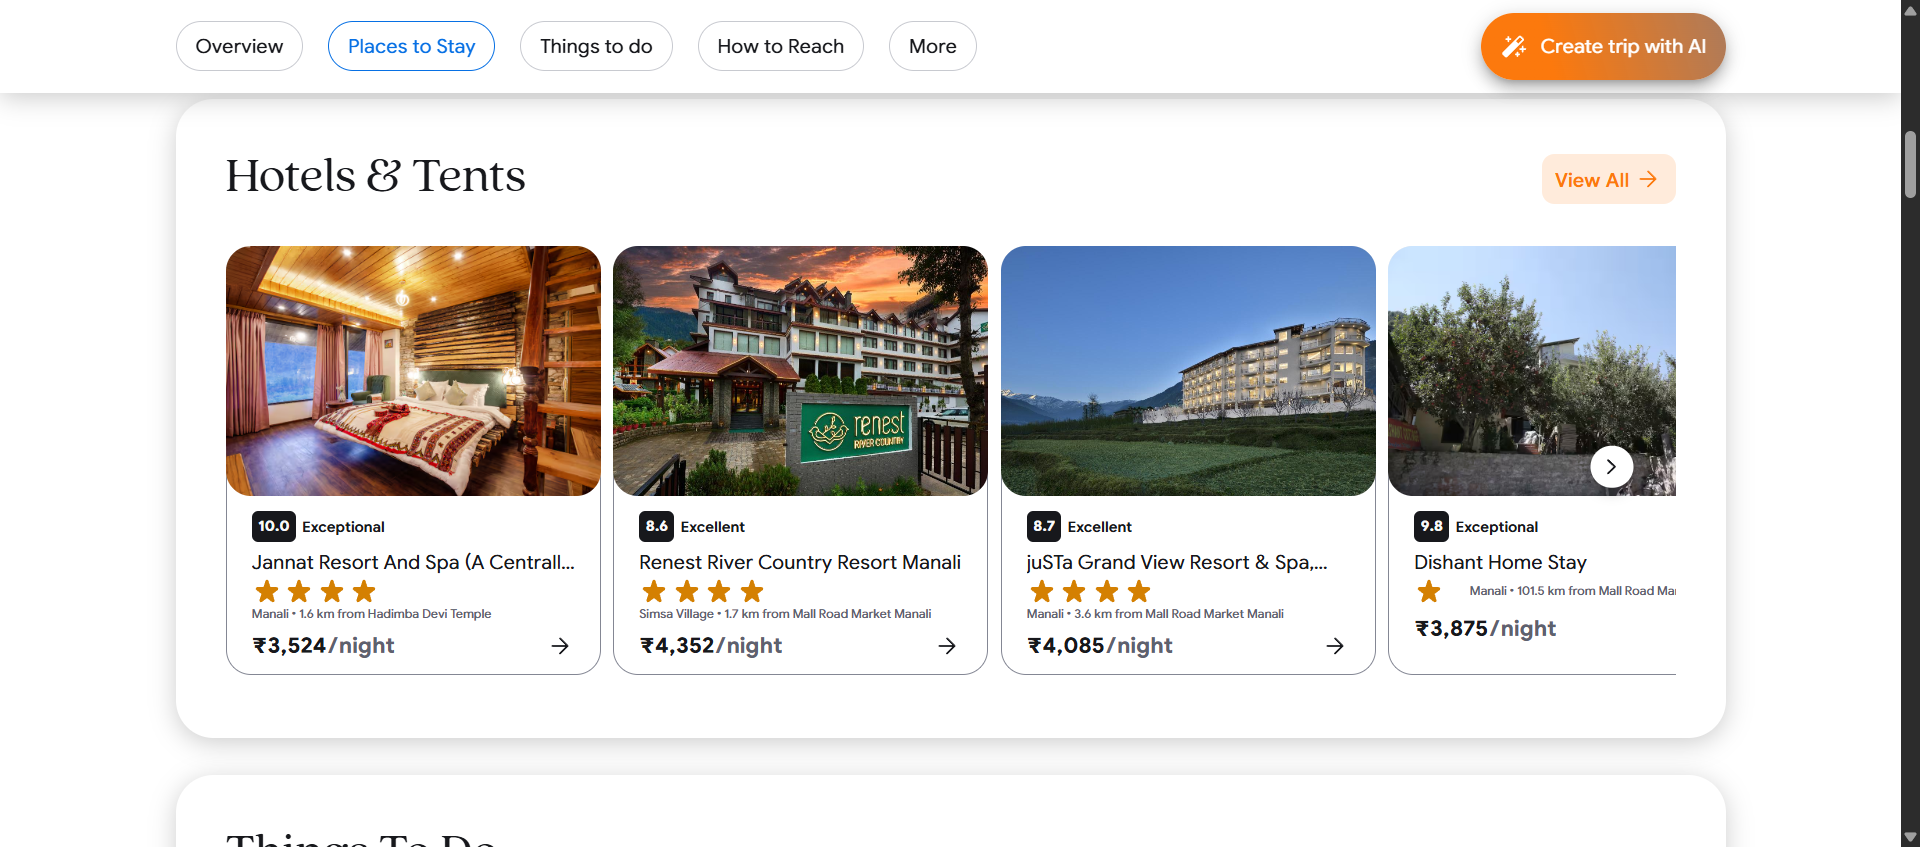 Overview
Places to Stay
Things to do
How to Reach
More
Create trip with AI
Hotels & Tents
View All
renest
RIVER COUNTRY
10.0 Exceptional
Jannat Resort And Spa (A Centrall...
Manali • 1.6 km from Hadimba Devi Temple
₹3,524/night
8.6 Excellent
Renest River Country Resort Manali
Simsa Village • 1.7 km from Mall Road Market Manali
₹4,352/night
8.7 Excellent
juSTa Grand View Resort & Spa,...
Manali • 3.6 km from Mall Road Market Manali
₹4,085/night
9.8 Exceptional
Dishant Home Stay
Manali • 101.5 km from Mall Road Mar
₹3,875/night
Things To Do